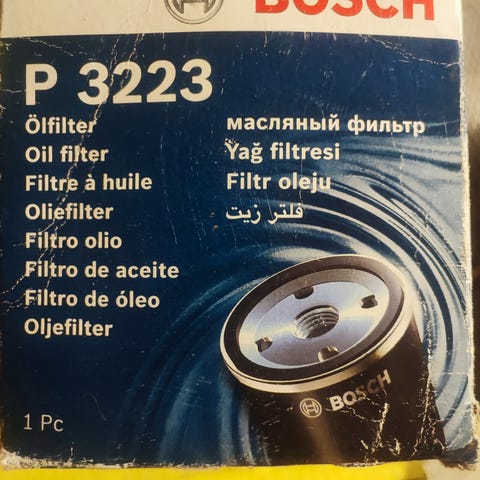 BOSCH
P 3223
Ölfilter
Oil filter
Filtre à huile
Oliefilter
Filtro olio
Filtro de aceite
Filtro de óleo
Oljefilter
масляный фильтр
Yağ filtresi
Filtr oleju
فلتر زيت
BOSCH
1 Pc